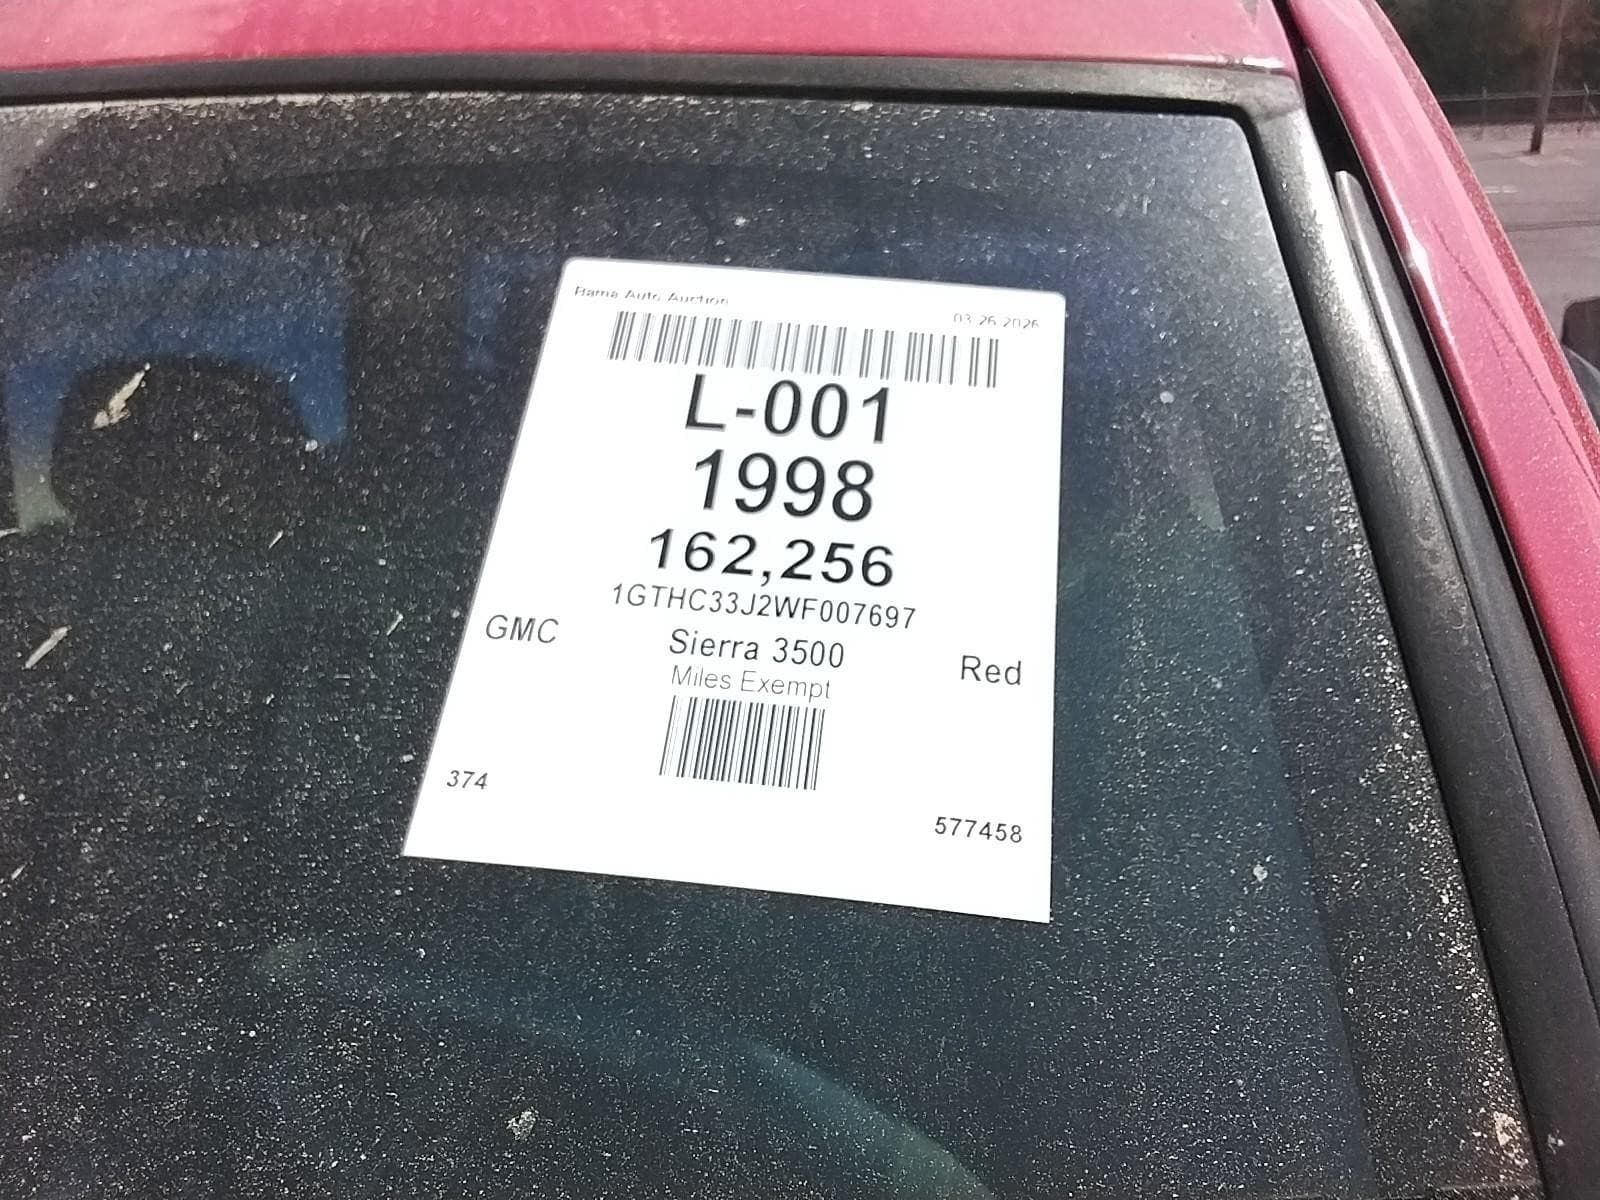 Bama Auto Auction
03-26-2026
L-001
1998
162,256
1GTHC33J2WF007697
GMC Sierra 3500 Red
Miles Exempt
374
577458